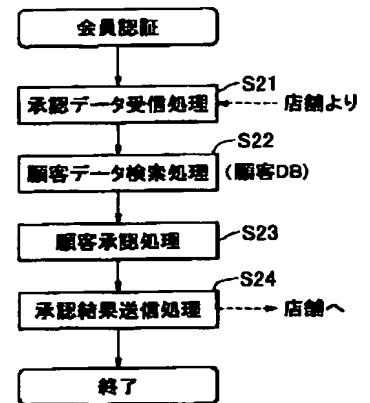 会員認証
S21
承認データ受信処理
店舗より
S22
顧客データ検索処理 (顧客DB)
顧客承認処理
S23
S24
承認結果送信処理
店舗へ
終了